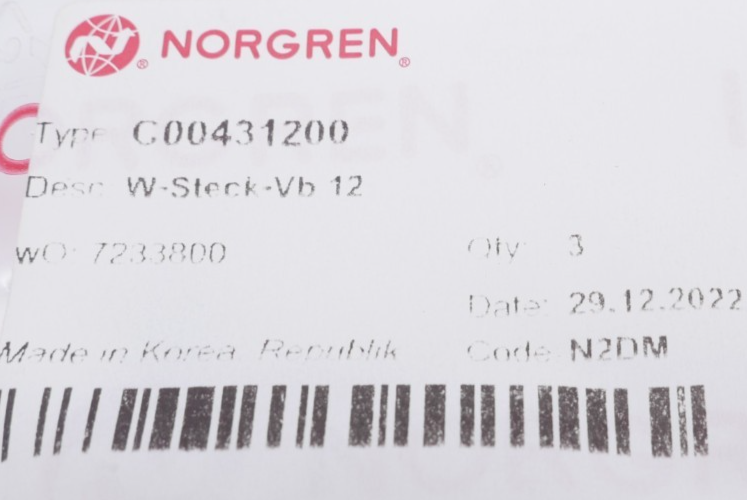 NORGREN®
Type C00431200
Desc W-Steck-Vb 12
WO: 7233800
Qty 3
Date: 29.12.2022
Made in Korea, Republik
Code N2DM